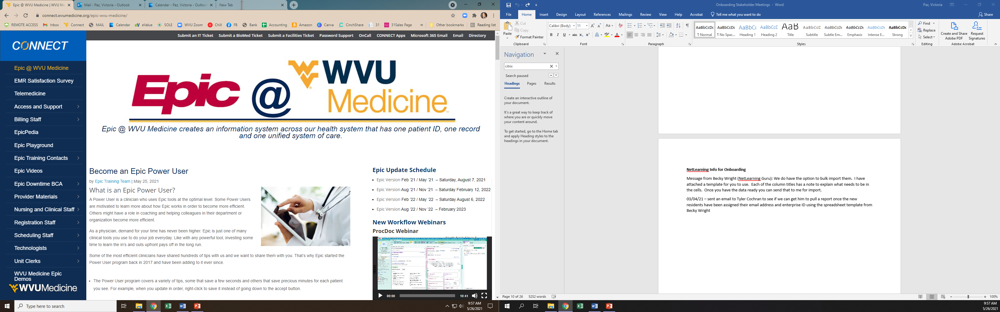 Epic @ WVU Medicine | WVU Me
Mail - Paz, Victoria - Outlook
Calendar - Paz, Victoria - Outloo
New Tab
connect.wvumedicine.org/epic-wvu-medicine/
REMOTE ACCESS
Inbox
Connect
MAIL
Calendar
eValue
SOLE
WVU Zoom
Chill
FB
Bank
Accounting
Amazon
Canva
CinchShare
31
31Sales Page
»
Other bookmarks
Reading list
CONNECT
Submit an IT Ticket
Submit a BioMed Ticket
Submit a Facilities Ticket
Password Support
OnCall
CONNECT Apps
Microsoft 365 Email
Email
Directory
Epic @ WVU Medicine
EMR Satisfaction Survey
Telemedicine
Access and Support
Billing Staff
EpicPedia
Epic Playground
Epic Training Contacts
Epic Videos
Epic Downtime BCA
Provider Materials
Nursing and Clinical Staff
Registration Staff
Scheduling Staff
Technologists
Unit Clerks
WVU Medicine Epic
Demos
WVUMedicine
Epic @ WVU
Medicine
Epic @ WVU Medicine creates an information system across our health system that has one patient ID, one record
and one unified system of care.
Become an Epic Power User
by Epic Training Team | May 25, 2021
What is an Epic Power User?
A Power User is a clinician who uses Epic tools at the optimal level. Some Power Users
are motivated to learn more about how Epic works in order to become more efficient.
Others might have a role in coaching and helping colleagues in their department or
organization become more efficient.
As a physician, demand for your time has never been higher. Epic is just one of many
clinical tools you use to do your job everyday. Like with any powerful tool, investing some
time to learn the in's and outs upfront pays off in the long run.
Some of the most efficient clinicians have shared hundreds of tips with us and we want to share them with you. That's why Epic started the
Power User program back in 2017 and have been adding to it ever since.
• The Power User program covers a variety of tips, some that save a few seconds and others that save precious minutes for each patient
you see. For example, when you update in order, right-click to save it instead of going down to the accept button.
Epic Update Schedule
• Epic Version Feb '21 / May '21 – Saturday, August 7, 2021
• Epic Version Aug '21 / Nov '21 – Saturday February 12, 2022
• Epic Version Feb '22 / May '22 – Saturday August 6, 2022
• Epic Version Aug '22 / Nov '22 – February 2023
New Workflow Webinars
ProcDoc Webinar
00:00
10:41
Type here to search
9:57 AM
5/26/2021
Onboarding Stakeholder Meetings - Word
Paz, Victoria
File
Home
Insert
Design
Layout
References
Mailings
Review
View
Help
Acrobat
Tell me what you want to do
Share
Paste
Cut
Copy
Format Painter
Clipboard
Calibri (Body)
11
B I U abc x₂ x²
Font
Paragraph
AaBbCcDc
¶ Normal
AaBbCcDc
¶ No Spac...
AaBbC
Heading 1
AaBbCcE
Heading 2
AaB
Title
AaBbCcD
Subtitle
AaBbCcDc
Subtle Em...
AaBbCcDc
Emphasis
AaBbCcDc
Intense E...
AaBbCcDc
Strong
Styles
Find
Replace
Select
Editing
Create and Share
Adobe PDF
Request
Signatures
Adobe Acrobat
Navigation
citrix
Search paused
Headings
Pages
Results
Create an interactive outline of
your document.
It's a great way to keep track of
where you are or quickly move
your content around.
To get started, go to the Home tab
and apply Heading styles to the
headings in your document.
NetLearning Info for Onboarding
Message from Becky Wright (NetLearning Guru): We do have the option to bulk import them. I have
attached a template for you to use. Each of the column titles has a note to explain what needs to be in
the cells. Once you have the data ready you can send that to me for import.
03/04/21 – sent an email to Tyler Cochran to see if we can get him to pull a report once the new
residents have been assigned their email address and enterprise ID using the spreadsheet template from
Becky Wright
Page 10 of 26
5252 words
100%
9:57 AM
5/26/2021